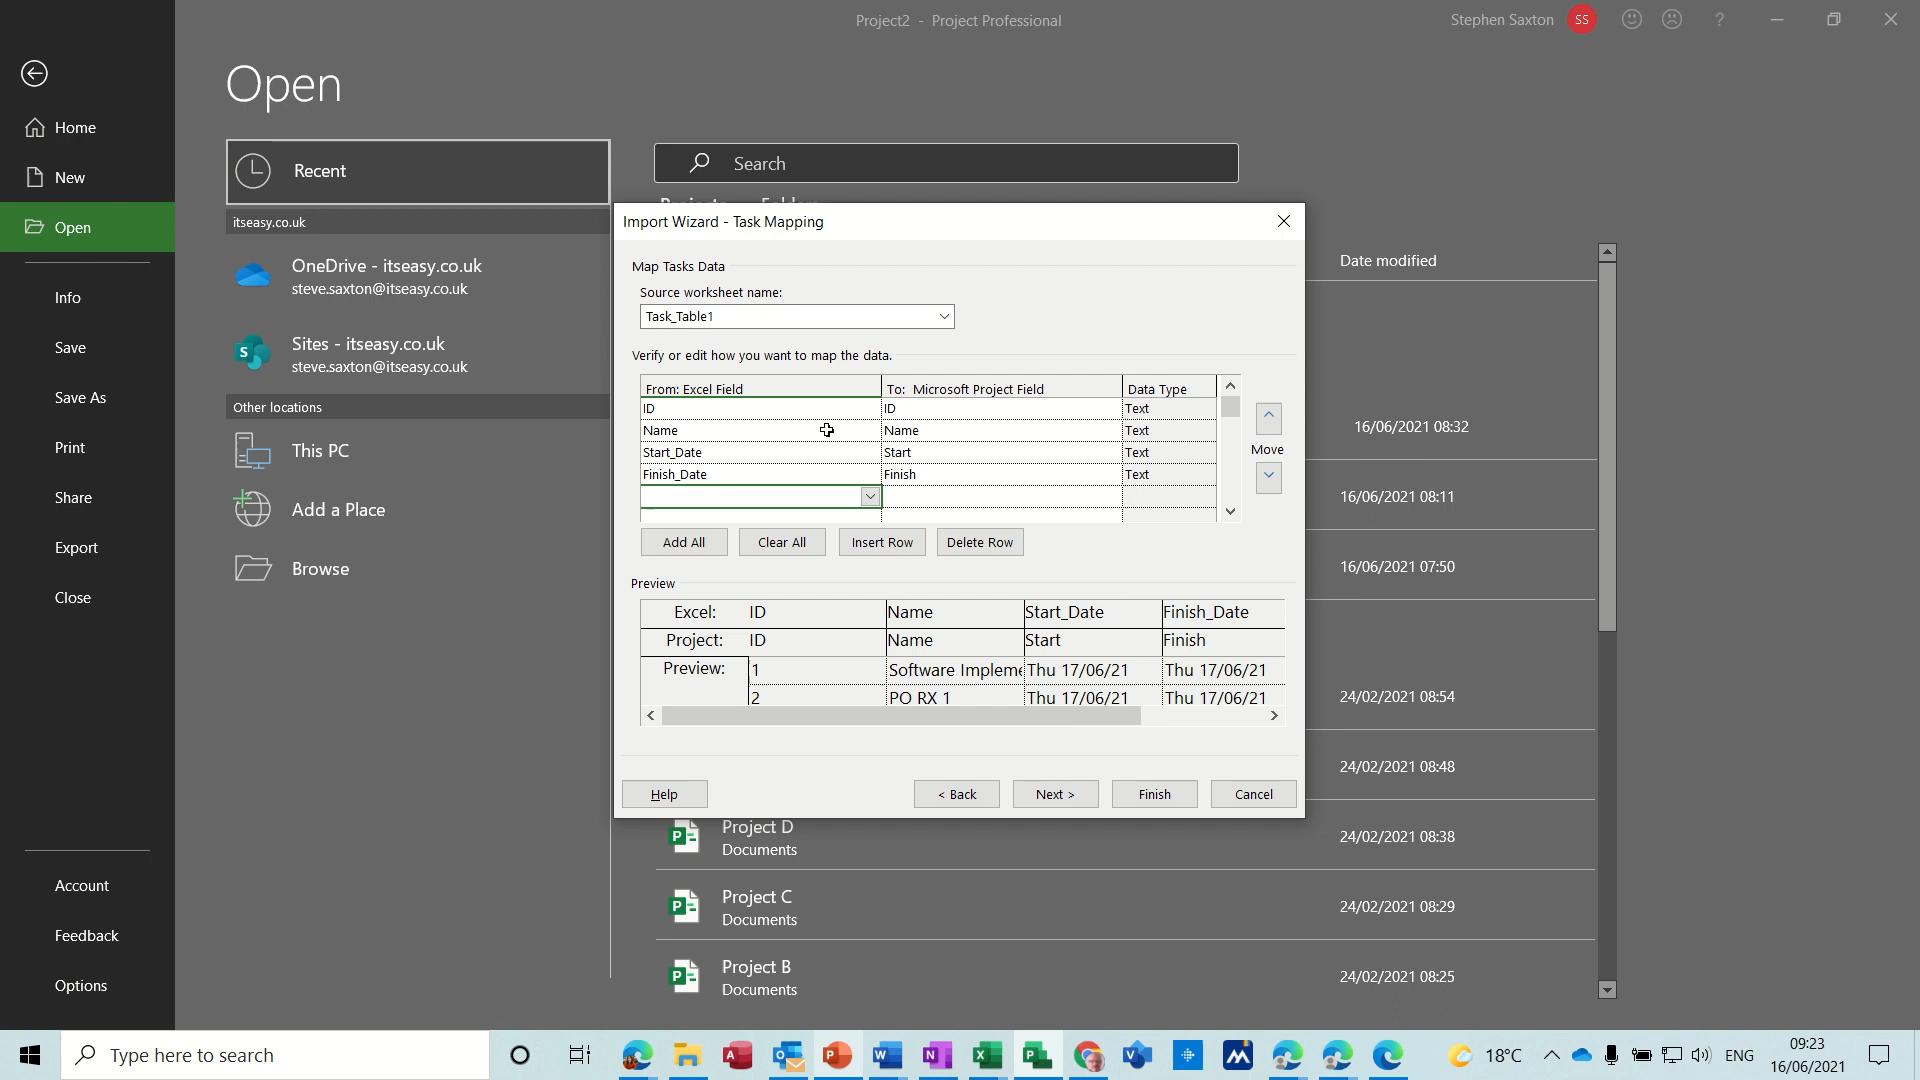 Project2 - Project Professional
Stephen Saxton SS
?
Open
Home
New
Open
Info
Save
Save As
Print
Share
Export
Close
Account
Feedback
Options
Recent
itseasy.co.uk
OneDrive - itseasy.co.uk
steve.saxton@itseasy.co.uk
Sites - itseasy.co.uk
steve.saxton@itseasy.co.uk
Other locations
This PC
Add a Place
Browse
Search
Import Wizard - Task Mapping
Map Tasks Data
Source worksheet name:
Task_Table1
Verify or edit how you want to map the data.
From: Excel Field To: Microsoft Project Field Data Type
ID ID Text
Name Name Text
Start_Date Start Text
Finish_Date Finish Text
Move
Add All Clear All Insert Row Delete Row
Preview
Excel: ID Name Start_Date Finish_Date
Project: ID Name Start Finish
Preview: 1 Software Impleme Thu 17/06/21 Thu 17/06/21
2 PO RX 1 Thu 17/06/21 Thu 17/06/21
Help < Back Next > Finish Cancel
Date modified
16/06/2021 08:32
16/06/2021 08:11
16/06/2021 07:50
24/02/2021 08:54
24/02/2021 08:48
Project D
Documents
24/02/2021 08:38
Project C
Documents
24/02/2021 08:29
Project B
Documents
24/02/2021 08:25
Type here to search
18°C
ENG
09:23
16/06/2021